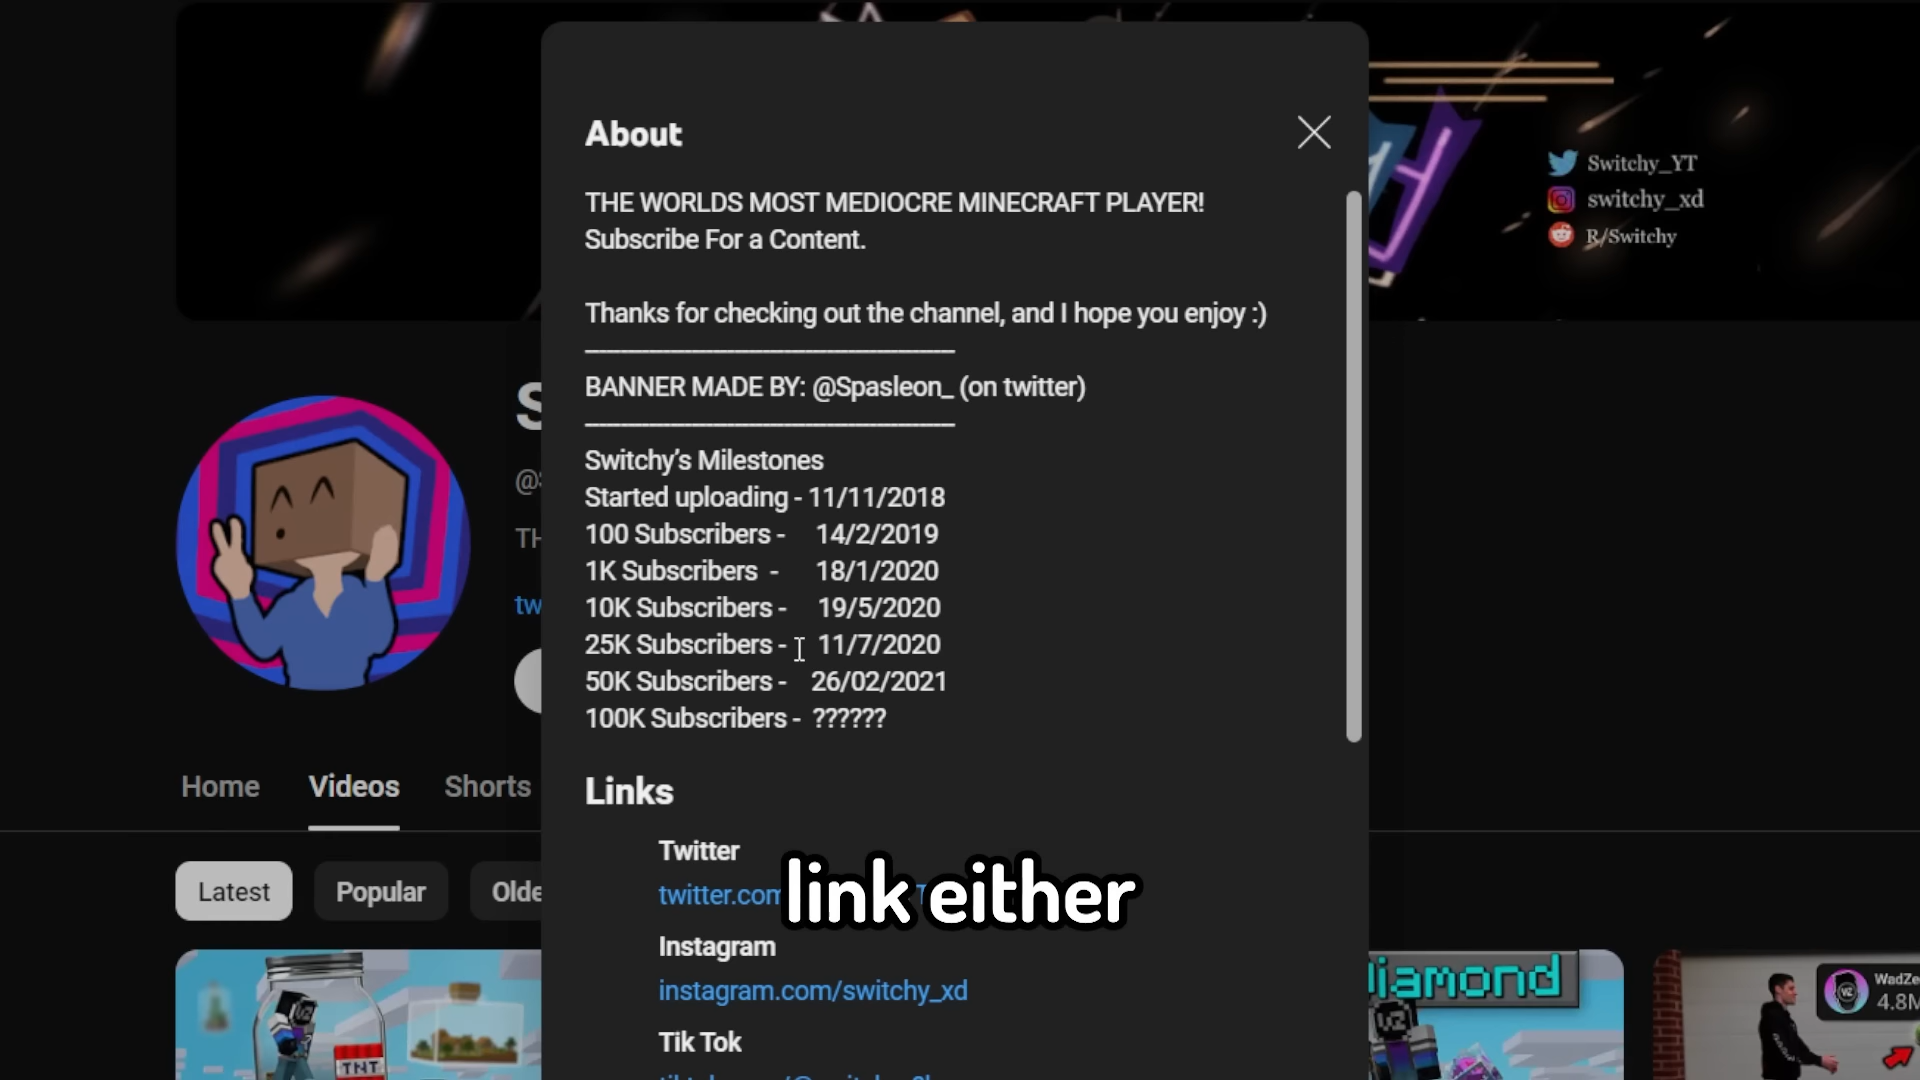 Switchy_YT
switchy_xd
R/Switchy
About
THE WORLDS MOST MEDIOCRE MINECRAFT PLAYER!
Subscribe For a Content.
Thanks for checking out the channel, and I hope you enjoy :)
BANNER MADE BY: @Spasleon_ (on twitter)
Switchy’s Milestones
Started uploading - 11/11/2018
100 Subscribers - 14/2/2019
1K Subscribers - 18/1/2020
10K Subscribers - 19/5/2020
25K Subscribers - 11/7/2020
50K Subscribers - 26/02/2021
100K Subscribers - ??????
Home Videos Shorts
Links
Twitter
link either
Latest Popular
Instagram
instagram.com/switchy_xd
Tik Tok
TNT
4.8M